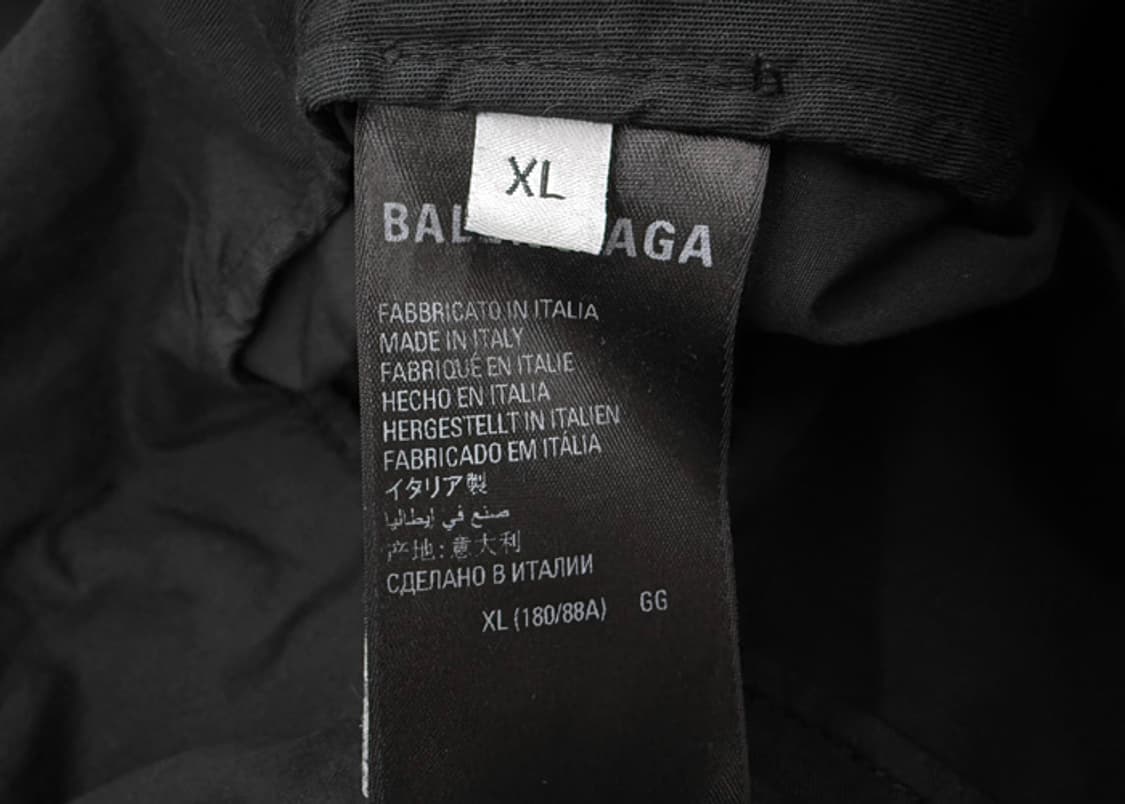 XL
BAL AGA
FABBRICATO IN ITALIA
MADE IN ITALY
FABRIQUÉ EN ITALIE
HECHO EN ITALIA
HERGESTELLT IN ITALIEN
FABRICADO EM ITÁLIA
イタリア製
صنع في إيطاليا
产地:意大利
СДЕЛАНО В ИТАЛИИ
XL (180/88A) GG